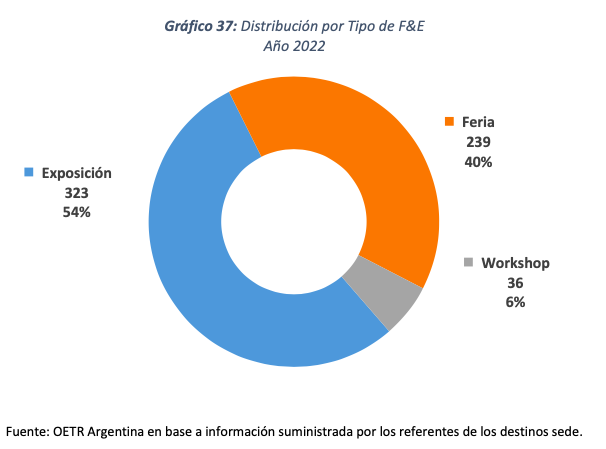 Gráfico 37: Distribución por Tipo de F&E
Año 2022
Feria
239
40%
Exposición
323
54%
Workshop
36
6%
Fuente: OETR Argentina en base a información suministrada por los referentes de los destinos sede.